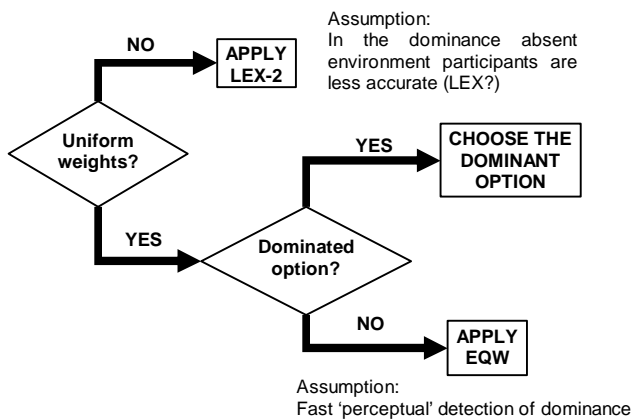 Assumption:
In the dominance absent
environment participants are
less accurate (LEX?)
NO
APPLY
LEX-2
Uniform
weights?
YES
CHOOSE THE
DOMINANT
OPTION
YES
Dominated
option?
NO
APPLY
EQW
Assumption:
Fast ‘perceptual’ detection of dominance